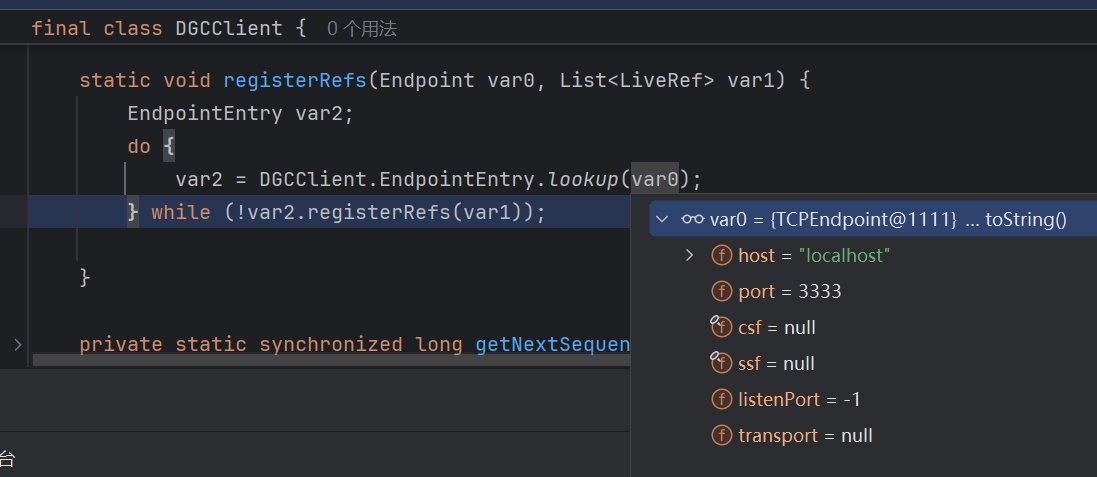 final class DGCClient {  0 个用法
static void registerRefs(Endpoint var0, List<LiveRef> var1) {
EndpointEntry var2;
do {
var2 = DGCClient.EndpointEntry.lookup(var0);
} while (!var2.registerRefs(var1));
}
private static synchronized long getNextSequen
var0 = {TCPEndpoint@1111} ... toString()
host = "localhost"
port = 3333
csf = null
ssf = null
listenPort = -1
transport = null
台